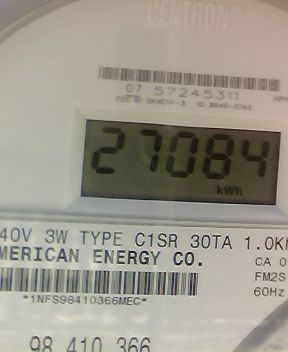 CENTRON
07 57245311
27084
kWh
40V 3W TYPE C1SR 30TA 1.0K
MERICAN ENERGY CO.
CA 0
FM2S
60Hz
*1NFS98410366MEC*
98 410 366